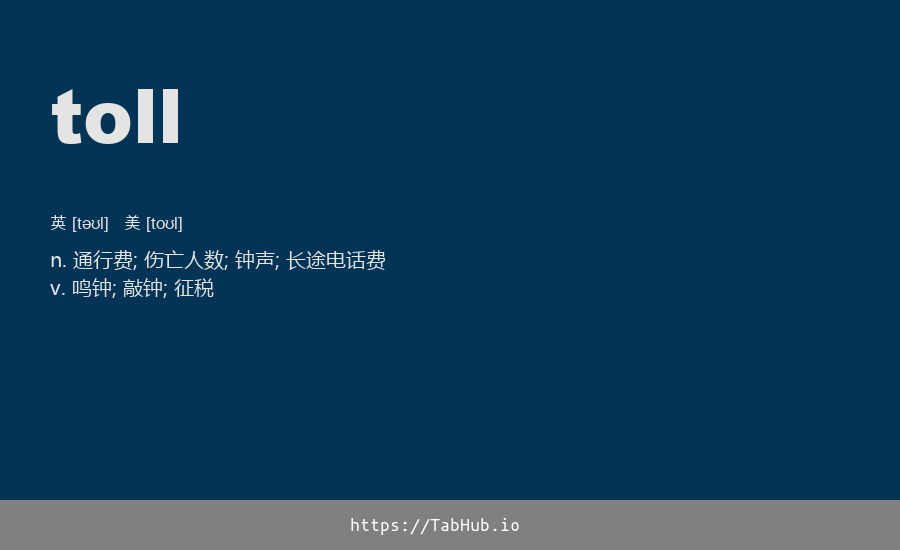 toll
英 [təʊl] 美 [toʊl]
n. 通行费; 伤亡人数; 钟声; 长途电话费
v. 鸣钟; 敲钟; 征税
https://TabHub.io